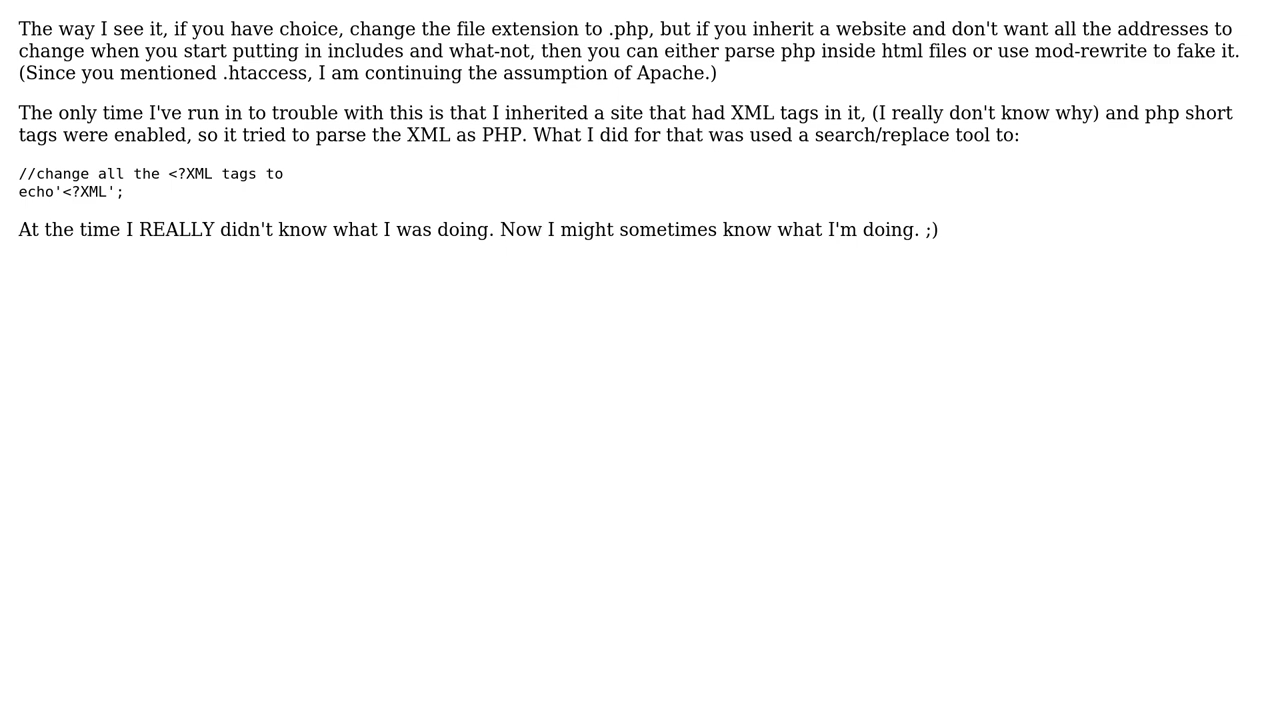 The way I see it, if you have choice, change the file extension to .php, but if you inherit a website and don't want all the addresses to
change when you start putting in includes and what-not, then you can either parse php inside html files or use mod-rewrite to fake it.
(Since you mentioned .htaccess, I am continuing the assumption of Apache.)
The only time I've run in to trouble with this is that I inherited a site that had XML tags in it, (I really don't know why) and php short
tags were enabled, so it tried to parse the XML as PHP. What I did for that was used a search/replace tool to:
//change all the <?XML tags to
echo'<?XML';
At the time I REALLY didn't know what I was doing. Now I might sometimes know what I'm doing. ;)